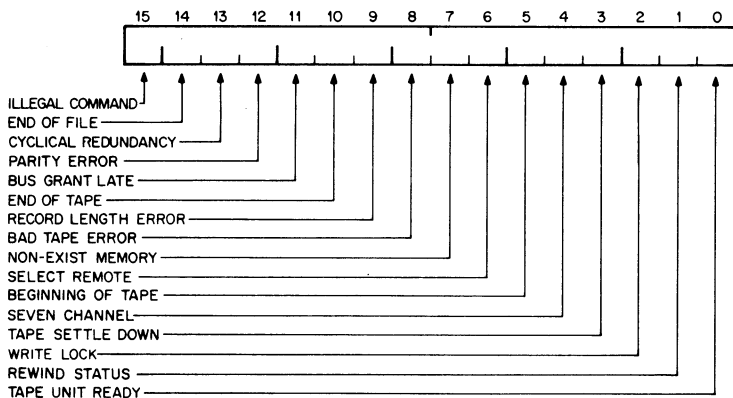 15 14 13 12 11 10 9 8 7 6 5 4 3 2 1 0
ILLEGAL COMMAND
END OF FILE
CYCLICAL REDUNDANCY
PARITY ERROR
BUS GRANT LATE
END OF TAPE
RECORD LENGTH ERROR
BAD TAPE ERROR
NON-EXIST MEMORY
SELECT REMOTE
BEGINNING OF TAPE
SEVEN CHANNEL
TAPE SETTLE DOWN
WRITE LOCK
REWIND STATUS
TAPE UNIT READY